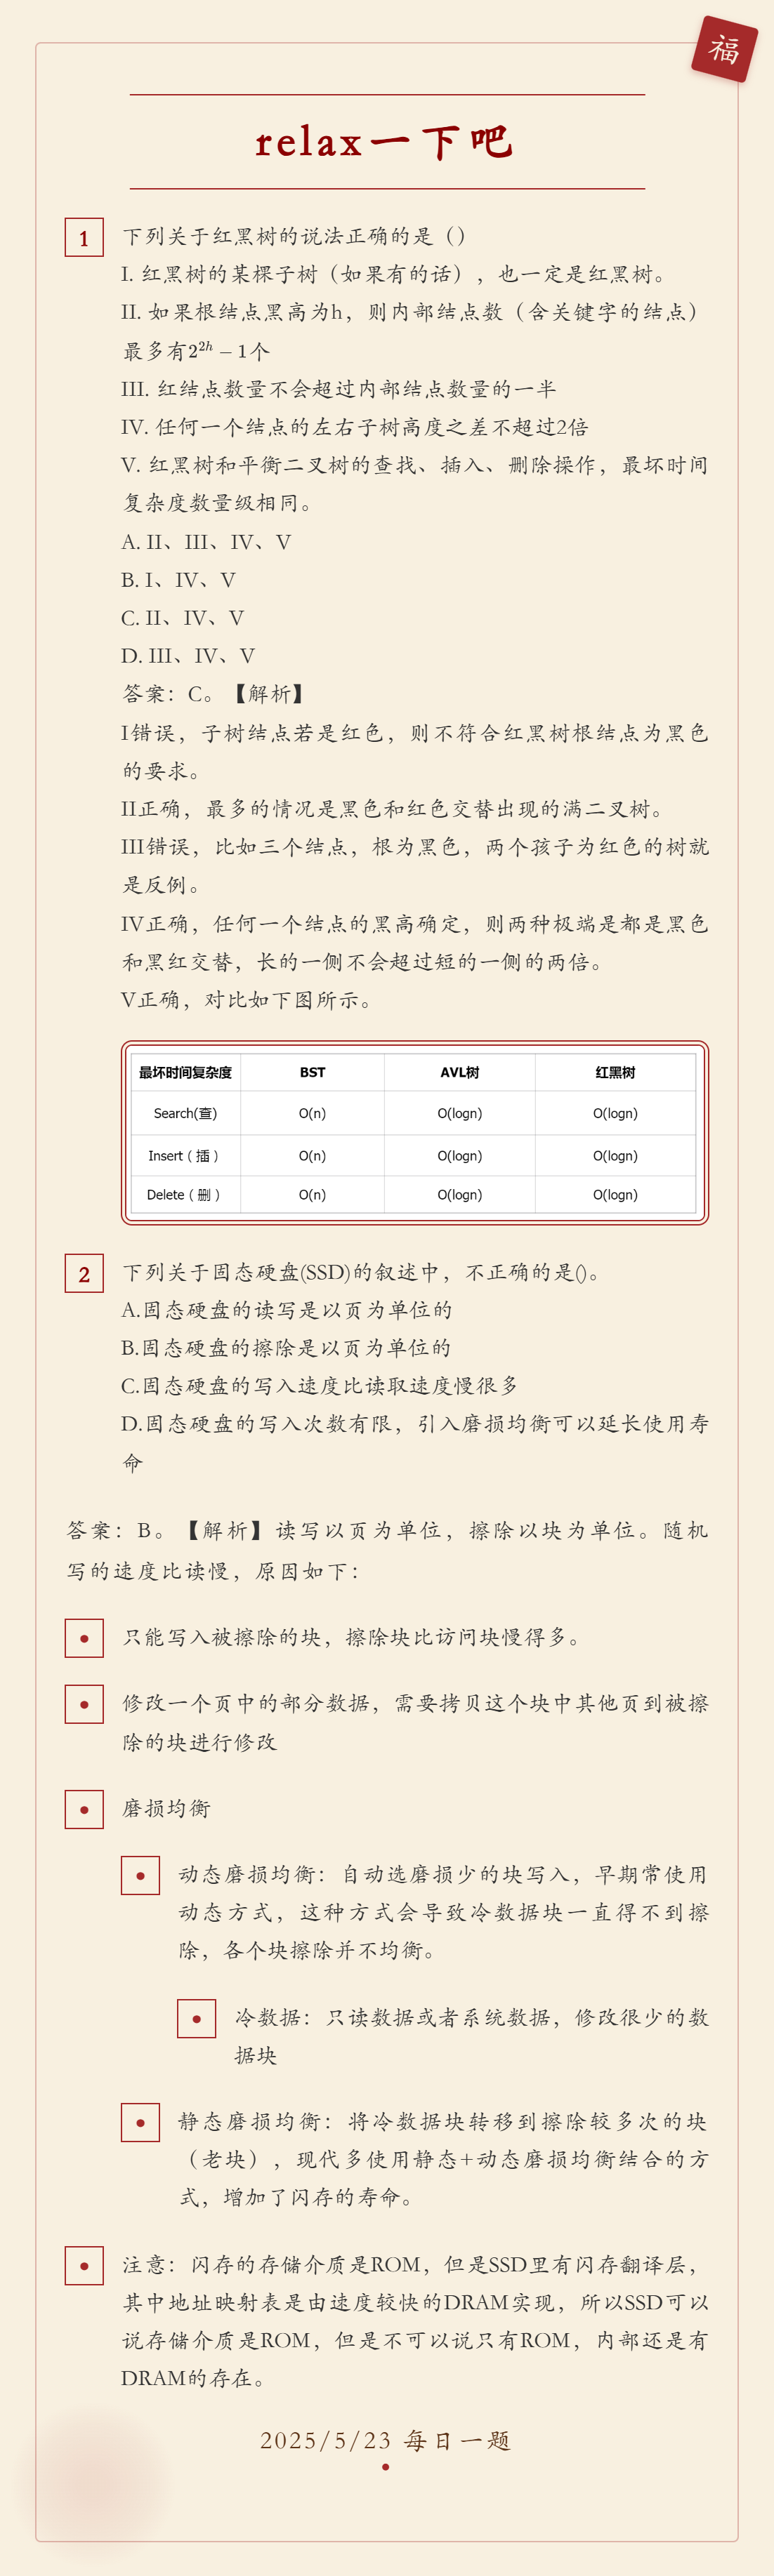 福
relax一下吧
1
下列关于红黑树的说法正确的是（）
I. 红黑树的某棵子树（如果有的话），也一定是红黑树。
II. 如果根结点黑高为h，则内部结点数（含关键字的结点）
最多有2^{2h} − 1个
III. 红结点数量不会超过内部结点数量的一半
IV. 任何一个结点的左右子树高度之差不超过2倍
V. 红黑树和平衡二叉树的查找、插入、删除操作，最坏时间
复杂度数量级相同。
A. II、III、IV、V
B. I、IV、V
C. II、IV、V
D. III、IV、V
答案：C。【解析】
I错误，子树结点若是红色，则不符合红黑树根结点为黑色
的要求。
II正确，最多的情况是黑色和红色交替出现的满二叉树。
III错误，比如三个结点，根为黑色，两个孩子为红色的树就
是反例。
IV正确，任何一个结点的黑高确定，则两种极端是都是黑色
和黑红交替，长的一侧不会超过短的一侧的两倍。
V正确，对比如下图所示。
最坏时间复杂度 BST AVL树 红黑树
Search(查) O(n) O(logn) O(logn)
Insert（插） O(n) O(logn) O(logn)
Delete（删） O(n) O(logn) O(logn)
2
下列关于固态硬盘(SSD)的叙述中，不正确的是()。
A.固态硬盘的读写是以页为单位的
B.固态硬盘的擦除是以页为单位的
C.固态硬盘的写入速度比读取速度慢很多
D.固态硬盘的写入次数有限，引入磨损均衡可以延长使用寿
命
答案：B。【解析】读写以页为单位，擦除以块为单位。随机
写的速度比读慢，原因如下：
只能写入被擦除的块，擦除块比访问块慢得多。
修改一个页中的部分数据，需要拷贝这个块中其他页到被擦
除的块进行修改
磨损均衡
动态磨损均衡：自动选磨损少的块写入，早期常使用
动态方式，这种方式会导致冷数据块一直得不到擦
除，各个块擦除并不均衡。
冷数据：只读数据或者系统数据，修改很少的数
据块
静态磨损均衡：将冷数据块转移到擦除较多次的块
（老块），现代多使用静态+动态磨损均衡结合的方
式，增加了闪存的寿命。
注意：闪存的存储介质是ROM，但是SSD里有闪存翻译层，
其中地址映射表是由速度较快的DRAM实现，所以SSD可以
说存储介质是ROM，但是不可以说只有ROM，内部还是有
DRAM的存在。
2025/5/23 每日一题